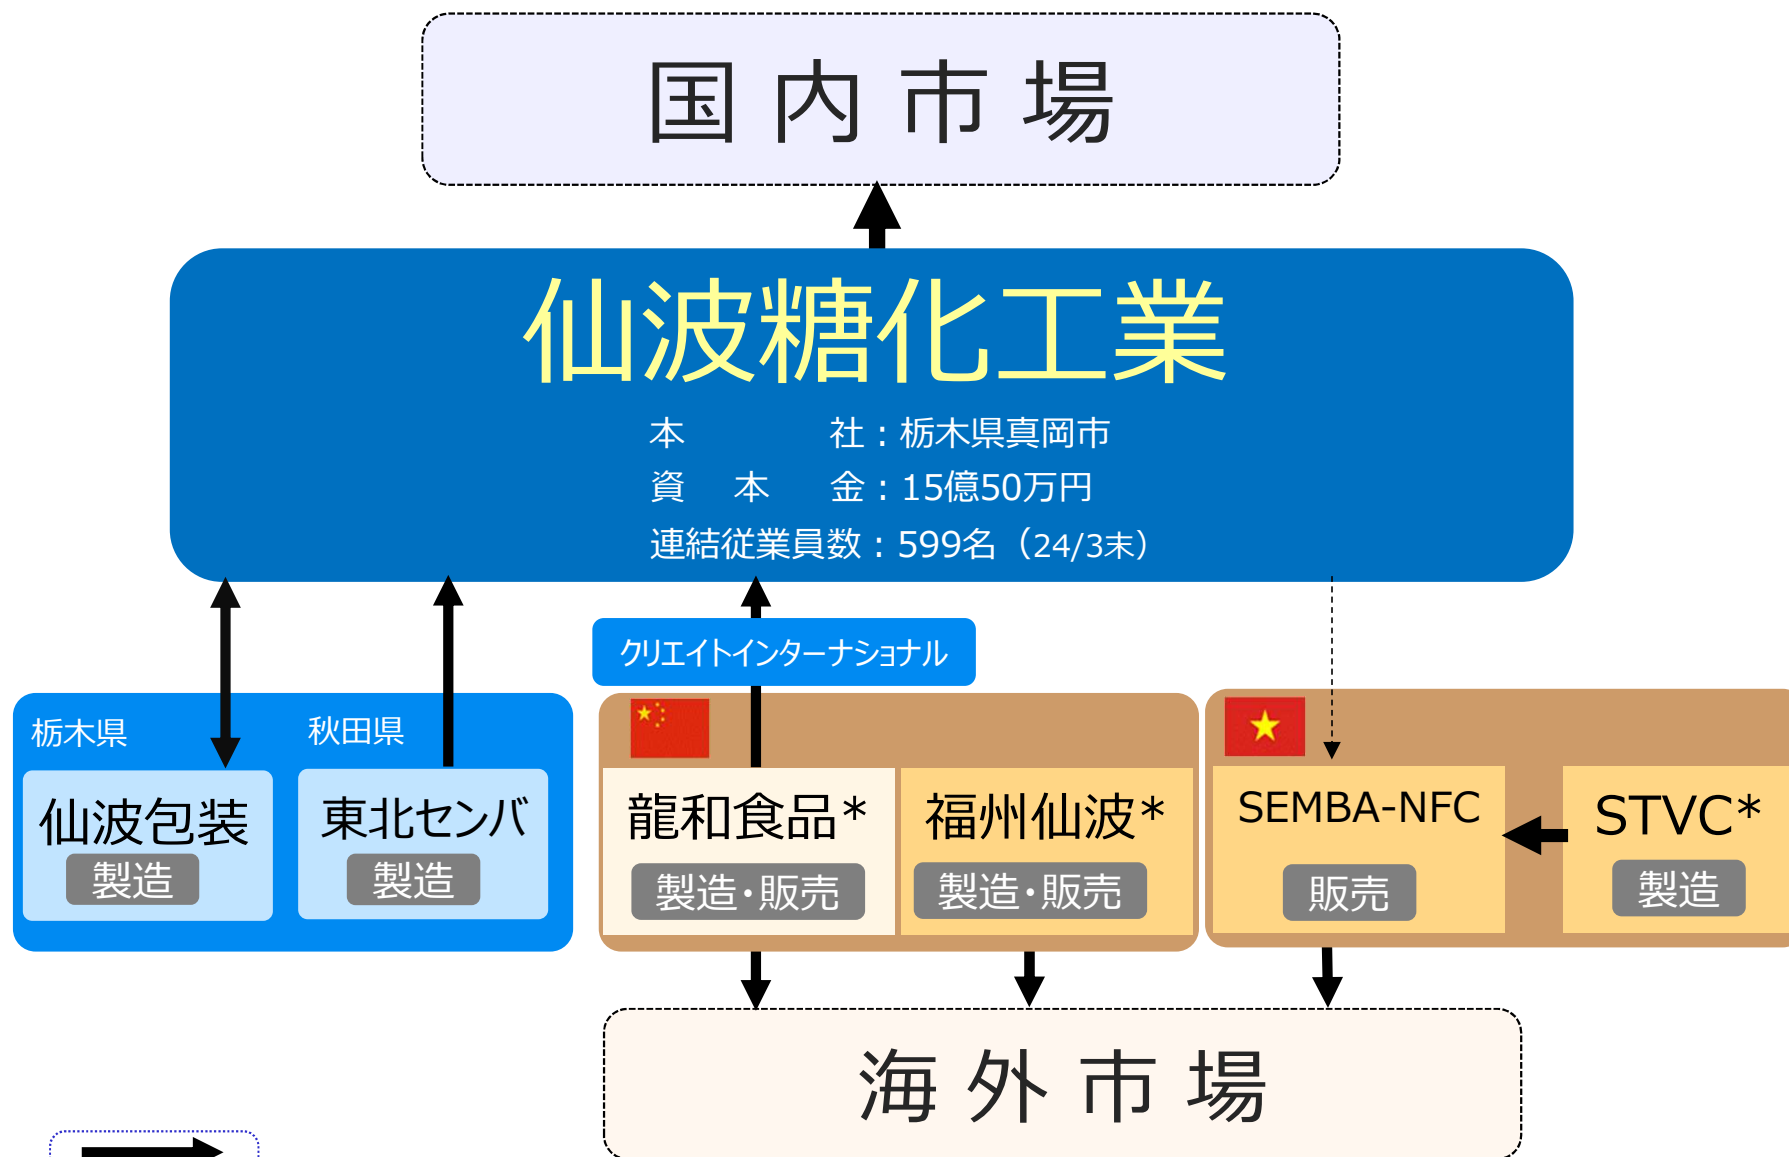 国内市場
仙波糖化工業
本社：栃木県真岡市
資本金：15億50万円
連結従業員数：599名（24/3末）
クリエイトインターナショナル
栃木県
秋田県
仙波包装
製造
東北センバ
製造
龍和食品*
製造・販売
福州仙波*
製造・販売
SEMBA-NFC
販売
STVC*
製造
海外市場